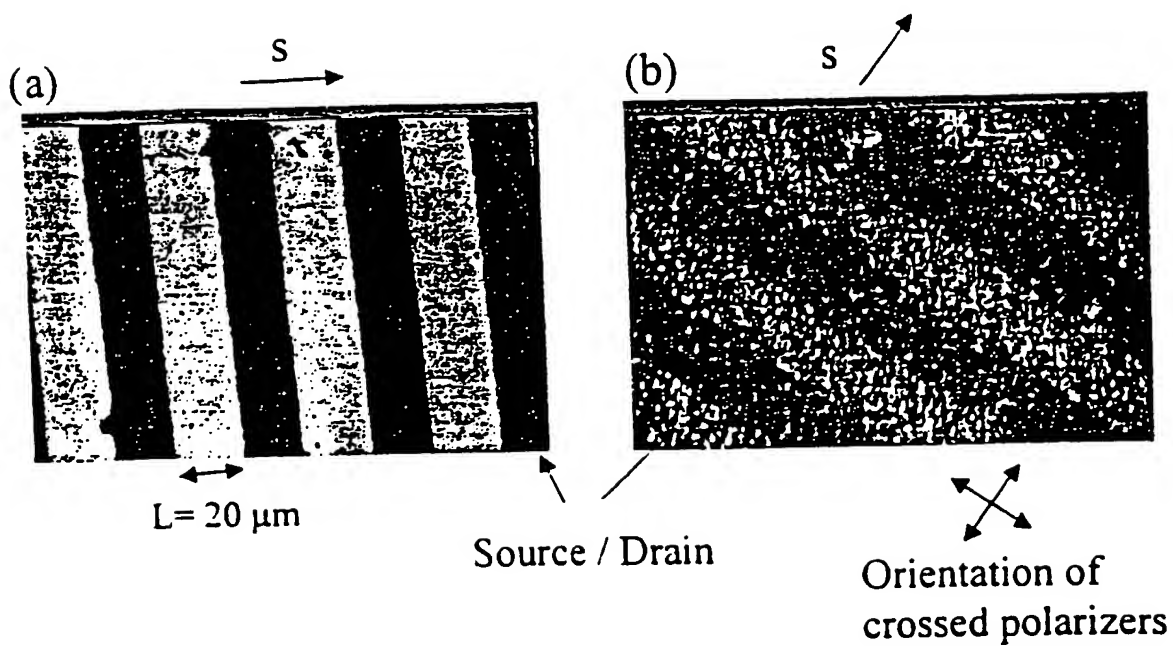 (a)
S
(b)
S
L= 20 μm
Source / Drain
Orientation of
crossed polarizers